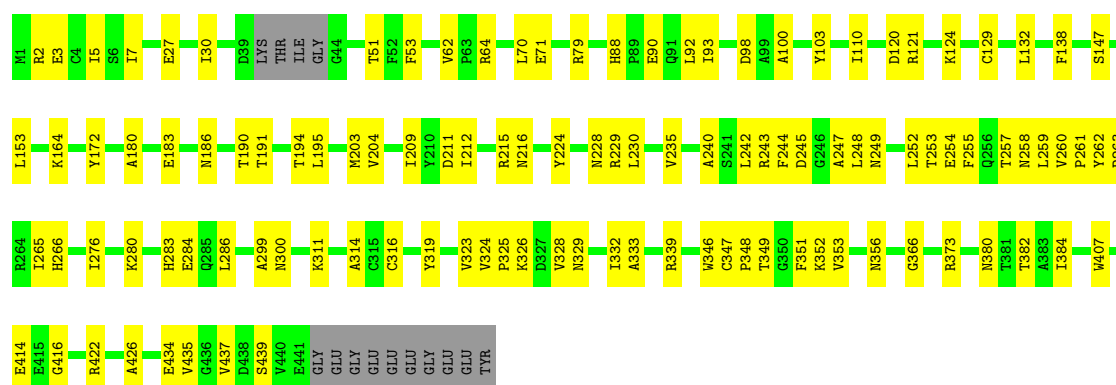 M1 R2 E3 C4 I5 S6 I7 E27 I30 D39 LYS THR ILE GLY G44 T51 F52 F53 V62 P63 R64 L70 E71 R79 H88 P89 E90 Q91 L92 I93 D98 A99 A100 Y103 I110 D120 R121 K124 C129 L132 F138 S147
L153 K164 Y172 A180 E183 N186 T190 T191 T194 L195 M203 V204 I209 Y210 D211 I212 R215 N216 Y224 N228 R229 L230 V235 A240 S241 L242 R243 F244 D245 G246 A247 L248 N249 L252 T253 E254 F255 Q256 T257 N258 L259 V260 P261 Y262
R264 I265 H266 I276 K280 H283 E284 Q285 L286 A299 N300 K311 A314 C315 C316 Y319 V323 V324 P325 K326 D327 V328 N329 I332 A333 R339 W346 C347 P348 T349 G350 F351 K352 V353 N356 G366 R373 N380 T381 T382 A383 I384 W407
E414 E415 G416 R422 A426 E434 V435 G436 V437 D438 S439 V440 E441 GLY GLU GLY GLU GLU GLU GLY GLU GLU TYR